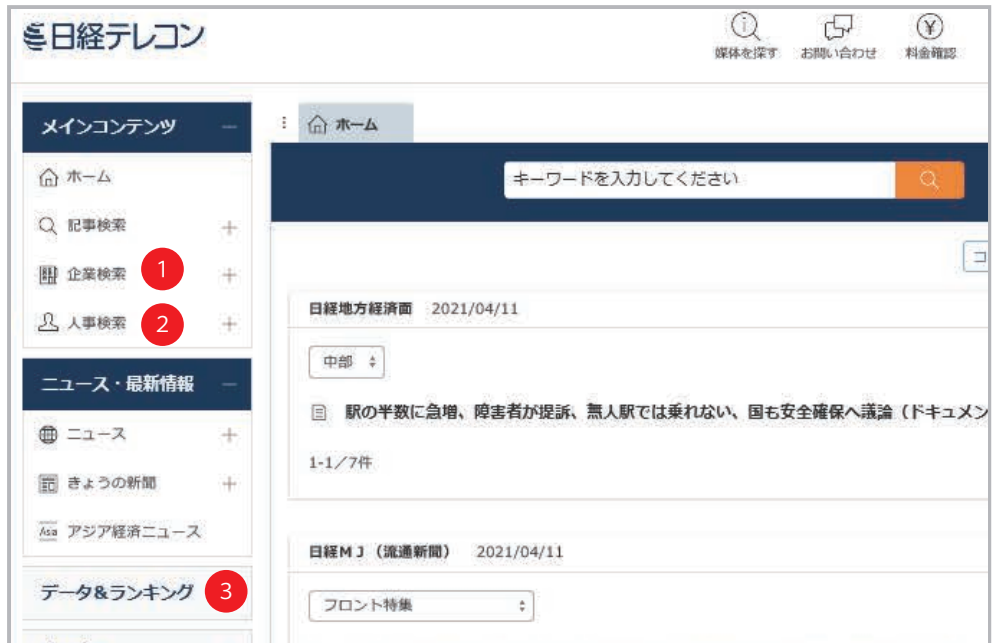 日経テレコン
媒体を探す お問い合わせ 料金確認
メインコンテンツ
ホーム
記事検索
企業検索 1
人事検索 2
ニュース・最新情報
ニュース
きょうの新聞
Asia アジア経済ニュース
データ&ランキング 3
ホーム
キーワードを入力してください
コ
日経地方経済面 2021/04/11
中部
駅の半数に急増、障害者が提訴、無人駅では乗れない、国も安全確保へ議論（ドキュメン
1-1／7件
日経ＭＪ（流通新聞） 2021/04/11
フロント特集